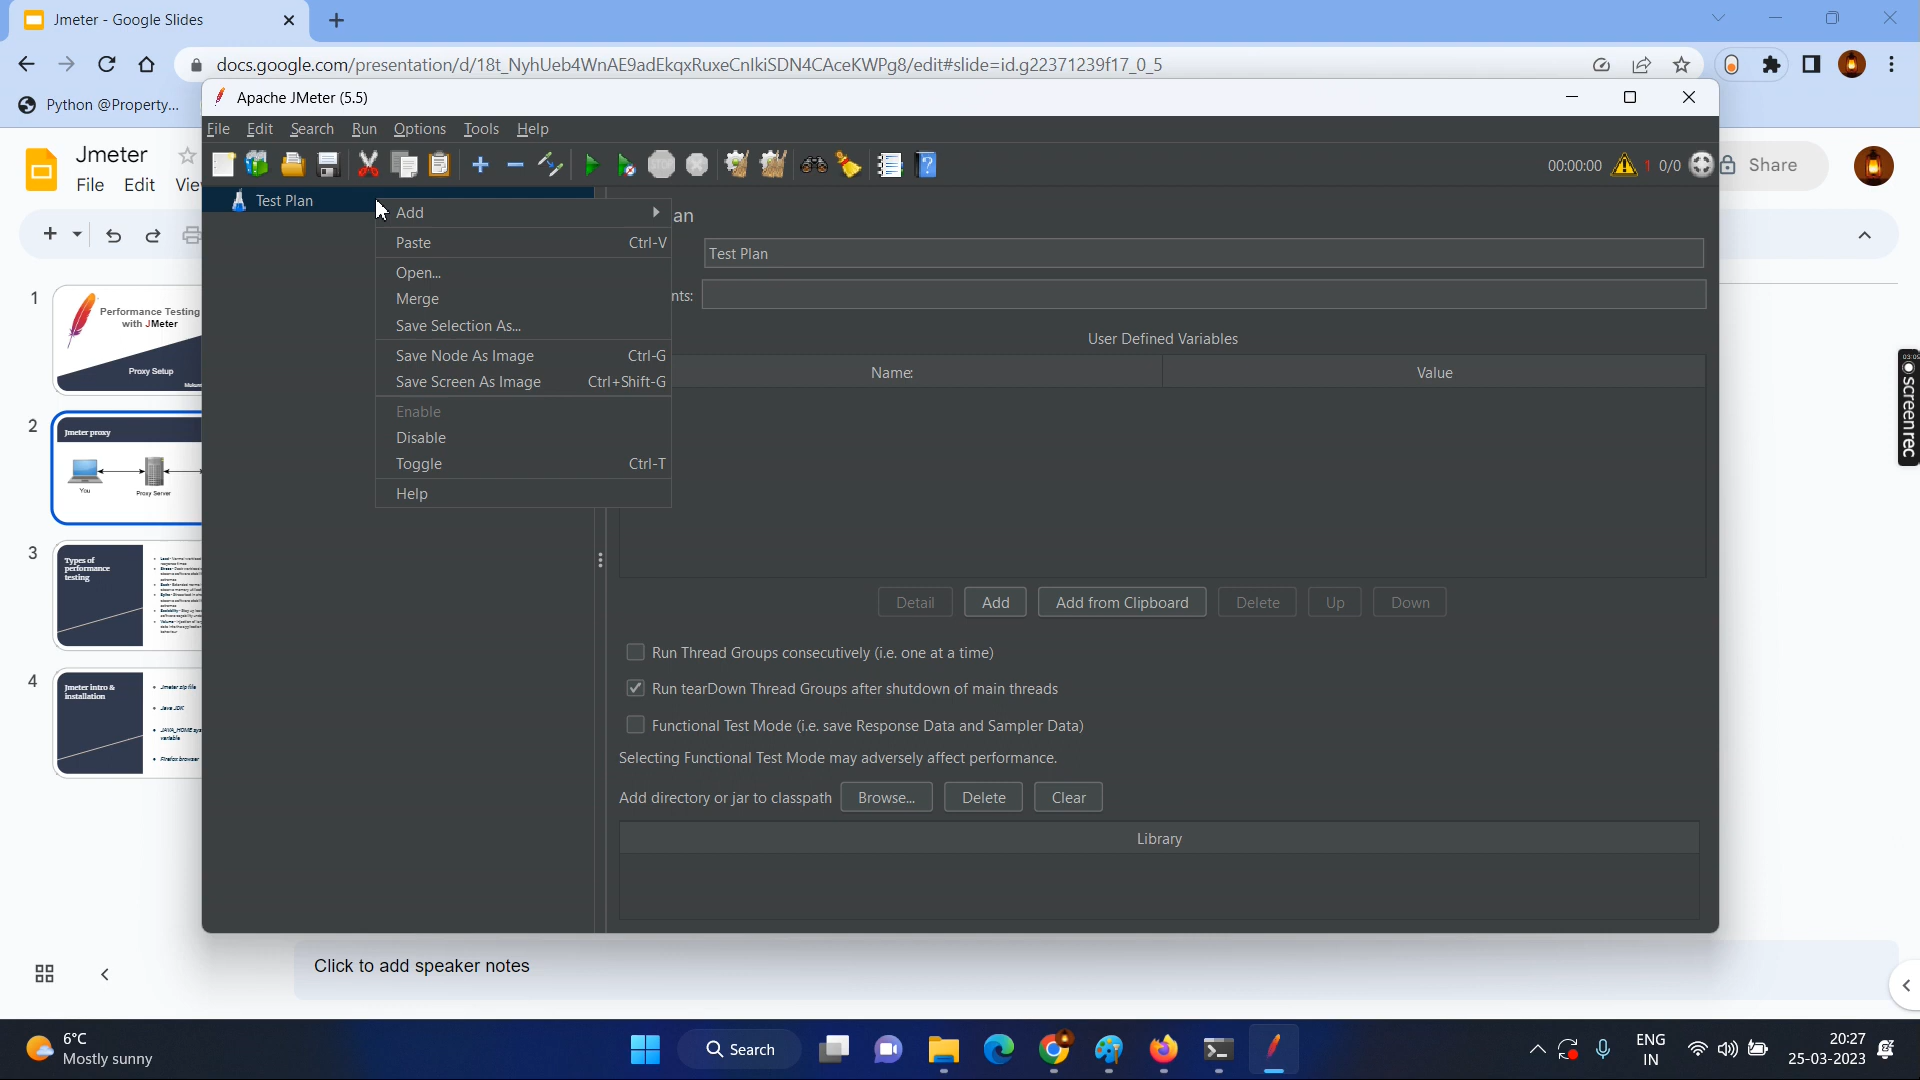 Jmeter - Google Slides
docs.google.com/presentation/d/18t_NyhUeb4WnAE9adEkqxRuxeCnlkiSDN4CAceKWPg8/edit#slide=id.g22371239f17_0_5
Python @Property...
Apache JMeter (5.5)
File Edit Search Run Options Tools Help
00:00:00 1 0/0
Jmeter
File Edit
Share
Test Plan
Add
Paste Ctrl-V
Open...
Merge
Save Selection As...
Save Node As Image Ctrl-G
Save Screen As Image Ctrl+Shift-G
Enable
Disable
Toggle Ctrl-T
Help
an
Test Plan
nts:
User Defined Variables
Name: Value
Detail Add Add from Clipboard Delete Up Down
Run Thread Groups consecutively (i.e. one at a time)
Run tearDown Thread Groups after shutdown of main threads
Functional Test Mode (i.e. save Response Data and Sampler Data)
Selecting Functional Test Mode may adversely affect performance.
Add directory or jar to classpath Browse... Delete Clear
Library
1
Performance Testing
with JMeter
Proxy Setup
2
Jmeter proxy
You Proxy Server
3
Types of
performance
testing
4
Jmeter intro &
installation
Jmeter zip file
Java JDK
JAVA_HOME sys
variable
Firefox browser
screenrec
Click to add speaker notes
6°C
Mostly sunny
Search
ENG
IN
20:27
25-03-2023